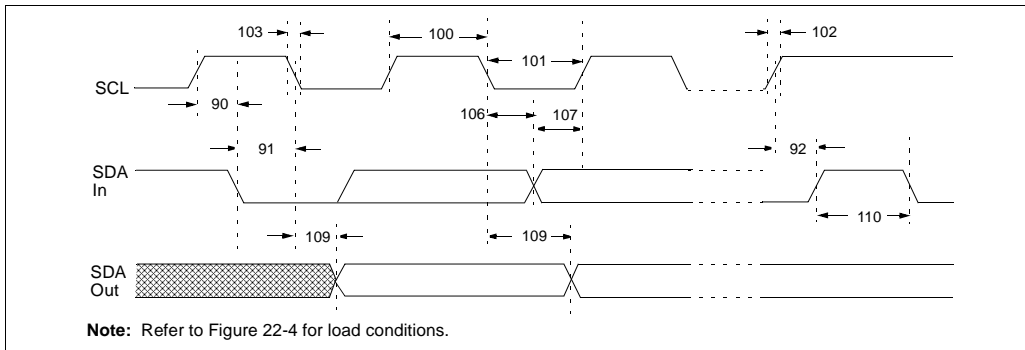 103
100
102
101
SCL
90
106
107
91
92
SDA
In
110
109
109
SDA
Out
Note: Refer to Figure 22-4 for load conditions.